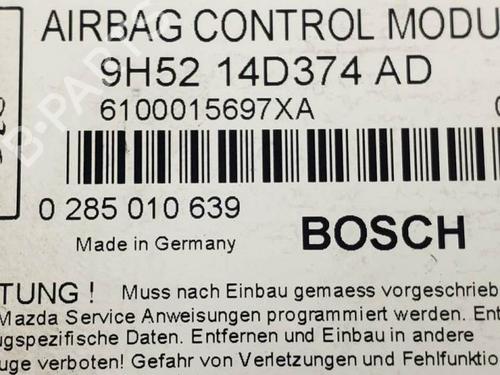 AIRBAG CONTROL MODU
9H52 14D374 AD
6100015697XA
0 285 010 639
Made in Germany
BOSCH
TUNG ! Muss nach Einbau gemaess vorgeschrieb
Mazda Service Anweisungen programmiert werden. Ent
ugspezifische Daten. Entfernen und Einbau in andere
uge verboten! Gefahr von Verletzungen und Fehlfunktion